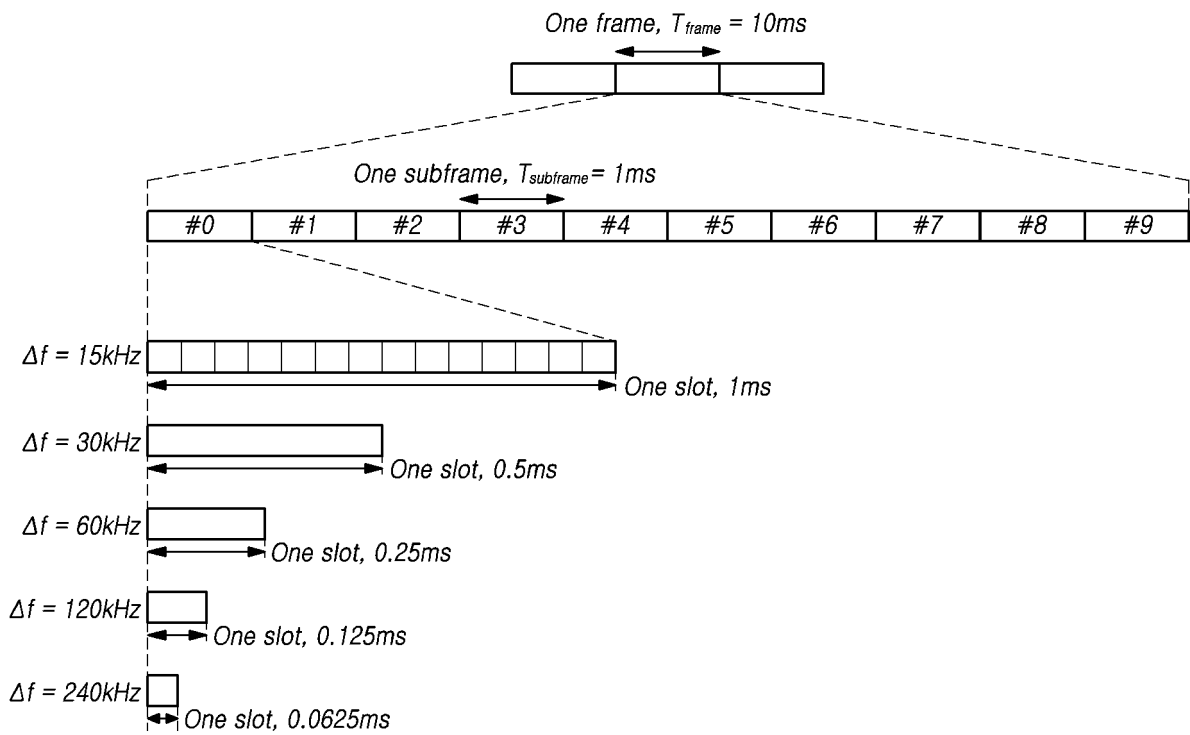 One frame, Tframe = 10ms
One subframe, Tsubframe = 1ms
#0 #1 #2 #3 #4 #5 #6 #7 #8 #9
Δf = 15kHz
One slot, 1ms
Δf = 30kHz
One slot, 0.5ms
Δf = 60kHz
One slot, 0.25ms
Δf = 120kHz
One slot, 0.125ms
Δf = 240kHz
One slot, 0.0625ms